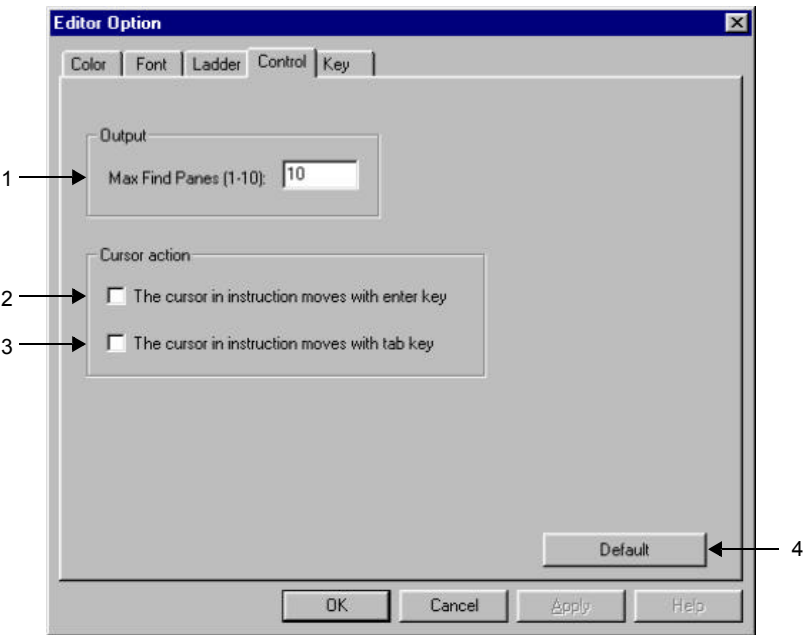 Editor Option
Color Font Ladder Control Key
Output
1 Max Find Panes (1-10): 10
Cursor action
2 The cursor in instruction moves with enter key
3 The cursor in instruction moves with tab key
Default 4
OK Cancel Apply Help